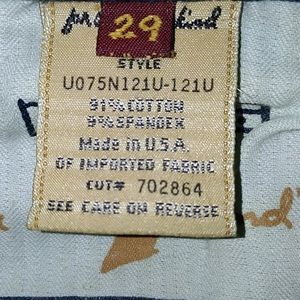 29
STYLE
U075N121U-121U
91% COTTON
9% SPANDEX
Made in U.S.A.
OF IMPORTED FABRIC
CUT# 702864
SEE CARE ON REVERSE